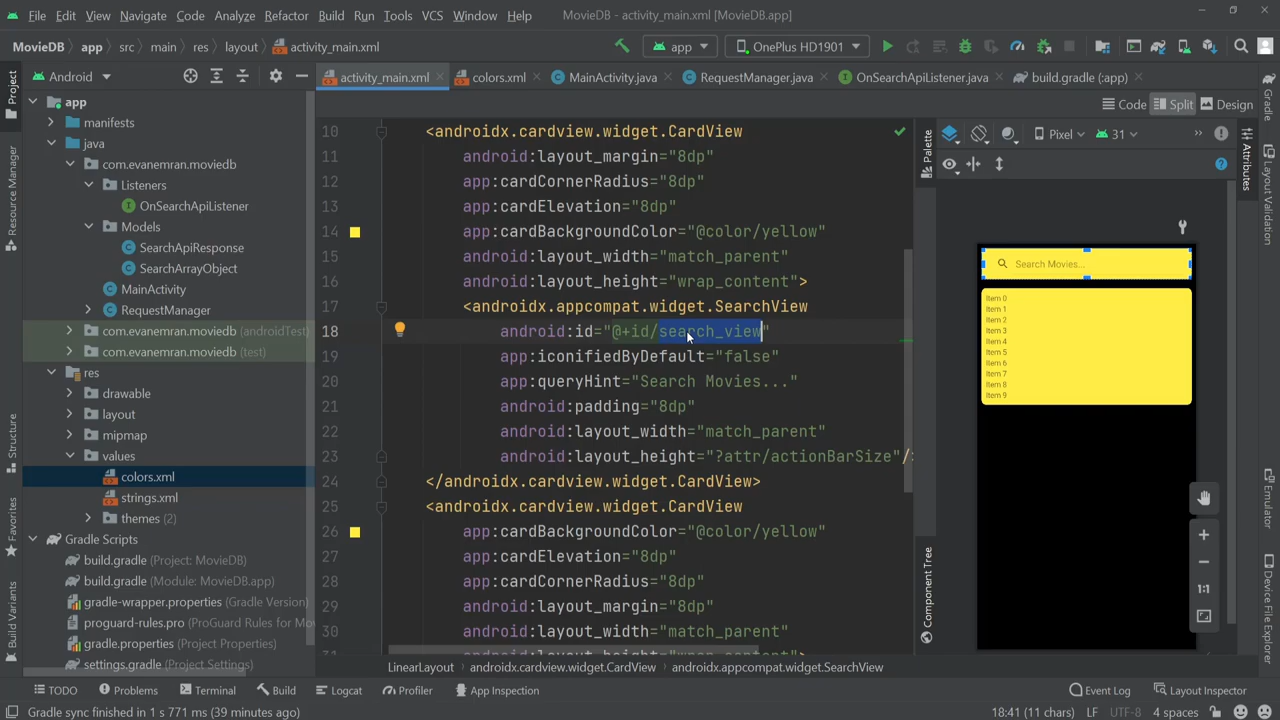 File Edit View Navigate Code Analyze Refactor Build Run Tools VCS Window Help MovieDB - activity_main.xml [MovieDB.app]
MovieDB app src main res layout activity_main.xml app OnePlus HD1901
Project
Android
activity_main.xml colors.xml MainActivity.java RequestManager.java OnSearchApiListener.java build.gradle (:app)
Gradle
Code Split Design
app
manifests
java
com.evanemran.moviedb
Listeners
OnSearchApiListener
Models
SearchApiResponse
SearchArrayObject
MainActivity
RequestManager
com.evanemran.moviedb (androidTest)
com.evanemran.moviedb (test)
res
drawable
layout
mipmap
values
colors.xml
strings.xml
themes (2)
Gradle Scripts
build.gradle (Project: MovieDB)
build.gradle (Module: MovieDB.app)
gradle-wrapper.properties (Gradle Version)
proguard-rules.pro (ProGuard Rules for Mo
gradle.properties (Project Properties)
settings.gradle (Project Settings)
Resource Manager
Structure
Favorites
Build Variants
10 <androidx.cardview.widget.CardView
11 android:layout_margin="8dp"
12 app:cardCornerRadius="8dp"
13 app:cardElevation="8dp"
14 app:cardBackgroundColor="@color/yellow"
15 android:layout_width="match_parent"
16 android:layout_height="wrap_content">
17 <androidx.appcompat.widget.SearchView
18 android:id="@+id/search_view"
19 app:iconifiedByDefault="false"
20 app:queryHint="Search Movies..."
21 android:padding="8dp"
22 android:layout_width="match_parent"
23 android:layout_height="?attr/actionBarSize"/
24 </androidx.cardview.widget.CardView>
25 <androidx.cardview.widget.CardView
26 app:cardBackgroundColor="@color/yellow"
27 app:cardElevation="8dp"
28 app:cardCornerRadius="8dp"
29 android:layout_margin="8dp"
30 android:layout_width="match_parent"
31 android:layout_height="wrap_content">
LinearLayout androidx.cardview.widget.CardView androidx.appcompat.widget.SearchView
Palette
Component Tree
Pixel 31
Search Movies...
Item 0
Item 1
Item 2
Item 3
Item 4
Item 5
Item 6
Item 7
Item 8
Item 9
1:1
Attributes
Layout Validation
Emulator
Device File Explorer
TODO Problems Terminal Build Logcat Profiler App Inspection Event Log Layout Inspector
Gradle sync finished in 1 s 771 ms (39 minutes ago) 18:41 (11 chars) LF UTF-8 4 spaces